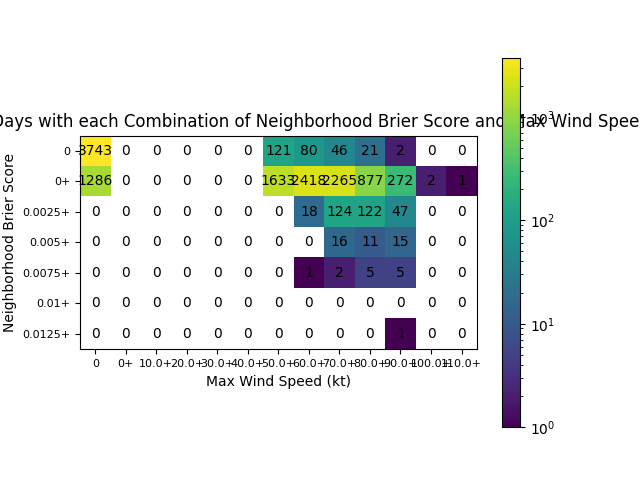 Days with each Combination of Neighborhood Brier Score and Max Wind Spee
Neighborhood Brier Score
0 3743 0 0 0 0 0 121 80 46 21 2 0 0
0+ 1286 0 0 0 0 0 1633 2418 2265 877 272 2 1
0.0025+ 0 0 0 0 0 0 0 18 124 122 47 0 0
0.005+ 0 0 0 0 0 0 0 0 16 11 15 0 0
0.0075+ 0 0 0 0 0 0 0 1 2 5 5 0 0
0.01+ 0 0 0 0 0 0 0 0 0 0 0 0 0
0.0125+ 0 0 0 0 0 0 0 0 0 0 1 0 0
0 0+ 10.0+ 20.0+ 30.0+ 40.0+ 50.0+ 60.0+ 70.0+ 80.0+ 90.0+ 100.0+ 110.0+
Max Wind Speed (kt)
10³
10²
10¹
10⁰